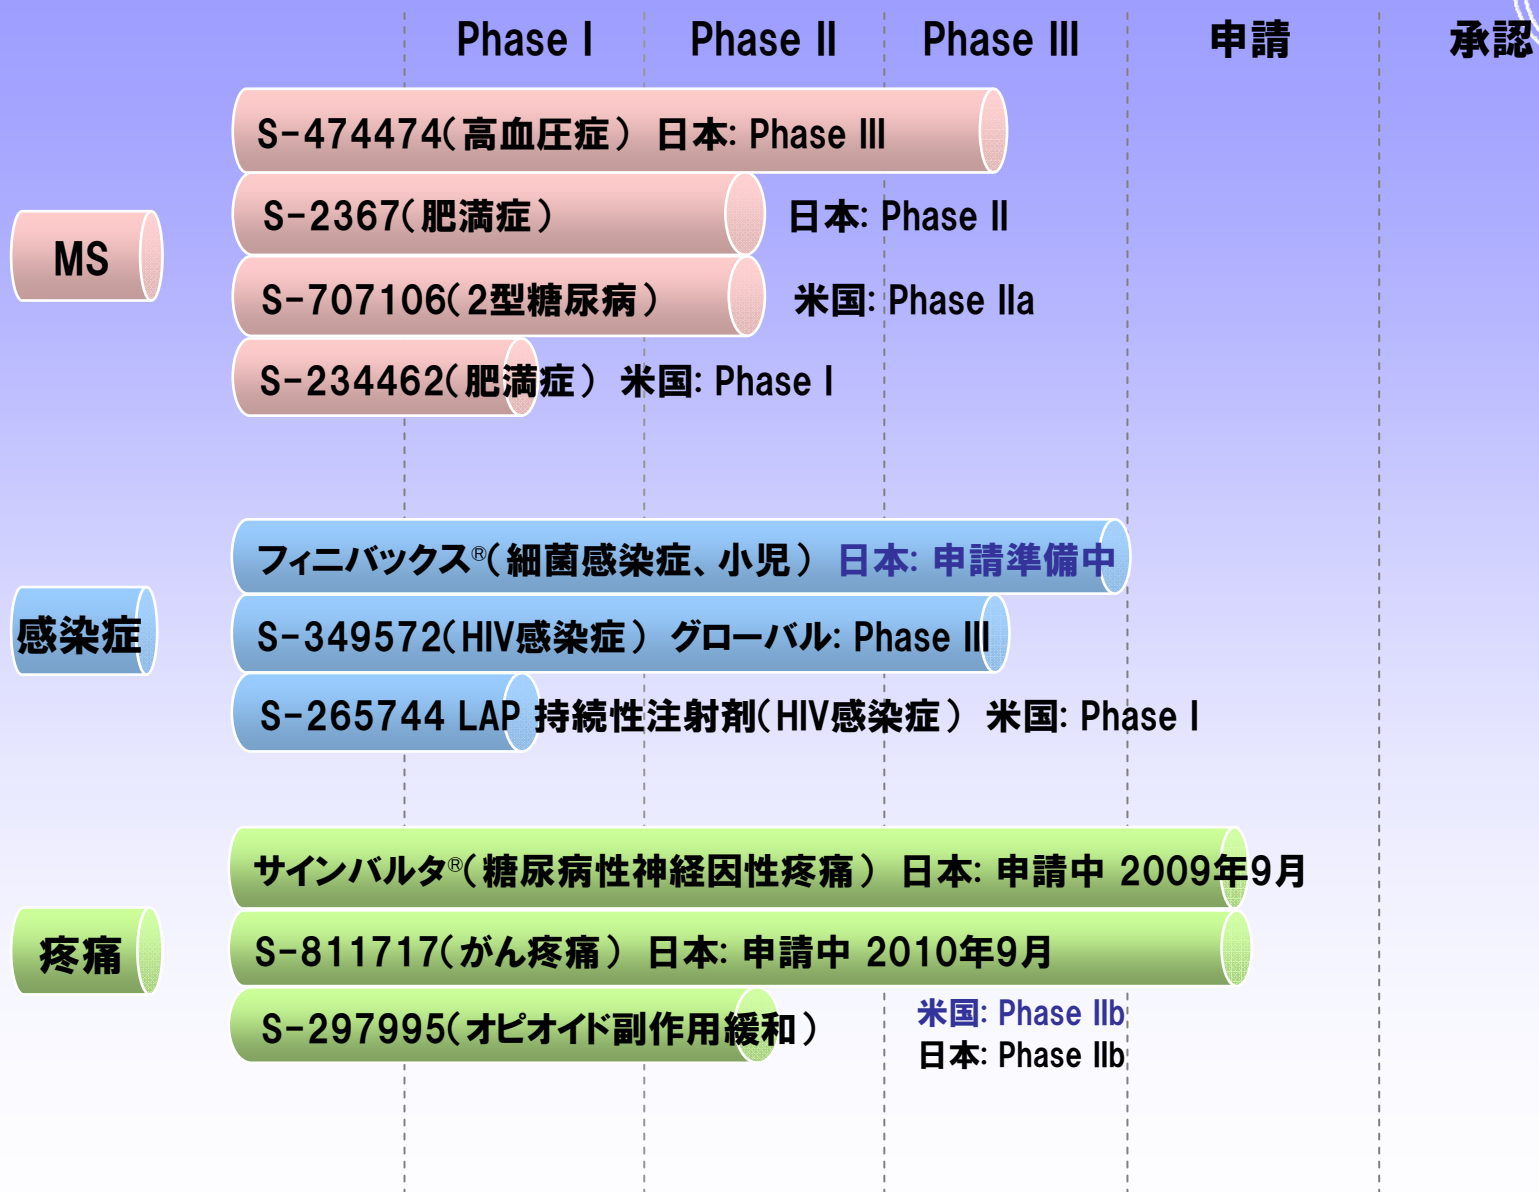 Phase I Phase II Phase III 申請 承認
S-474474(高血圧症) 日本: Phase III
S-2367(肥満症) 日本: Phase II
MS
S-707106(2型糖尿病) 米国: Phase IIa
S-234462(肥満症) 米国: Phase I
フィニバックス®(細菌感染症、小児) 日本: 申請準備中
感染症
S-349572(HIV感染症) グローバル: Phase III
S-265744 LAP 持続性注射剤(HIV感染症) 米国: Phase I
サインバルタ®(糖尿病性神経因性疼痛) 日本: 申請中 2009年9月
疼痛
S-811717(がん疼痛) 日本: 申請中 2010年9月
S-297995(オピオイド副作用緩和)
米国: Phase IIb
日本: Phase IIb